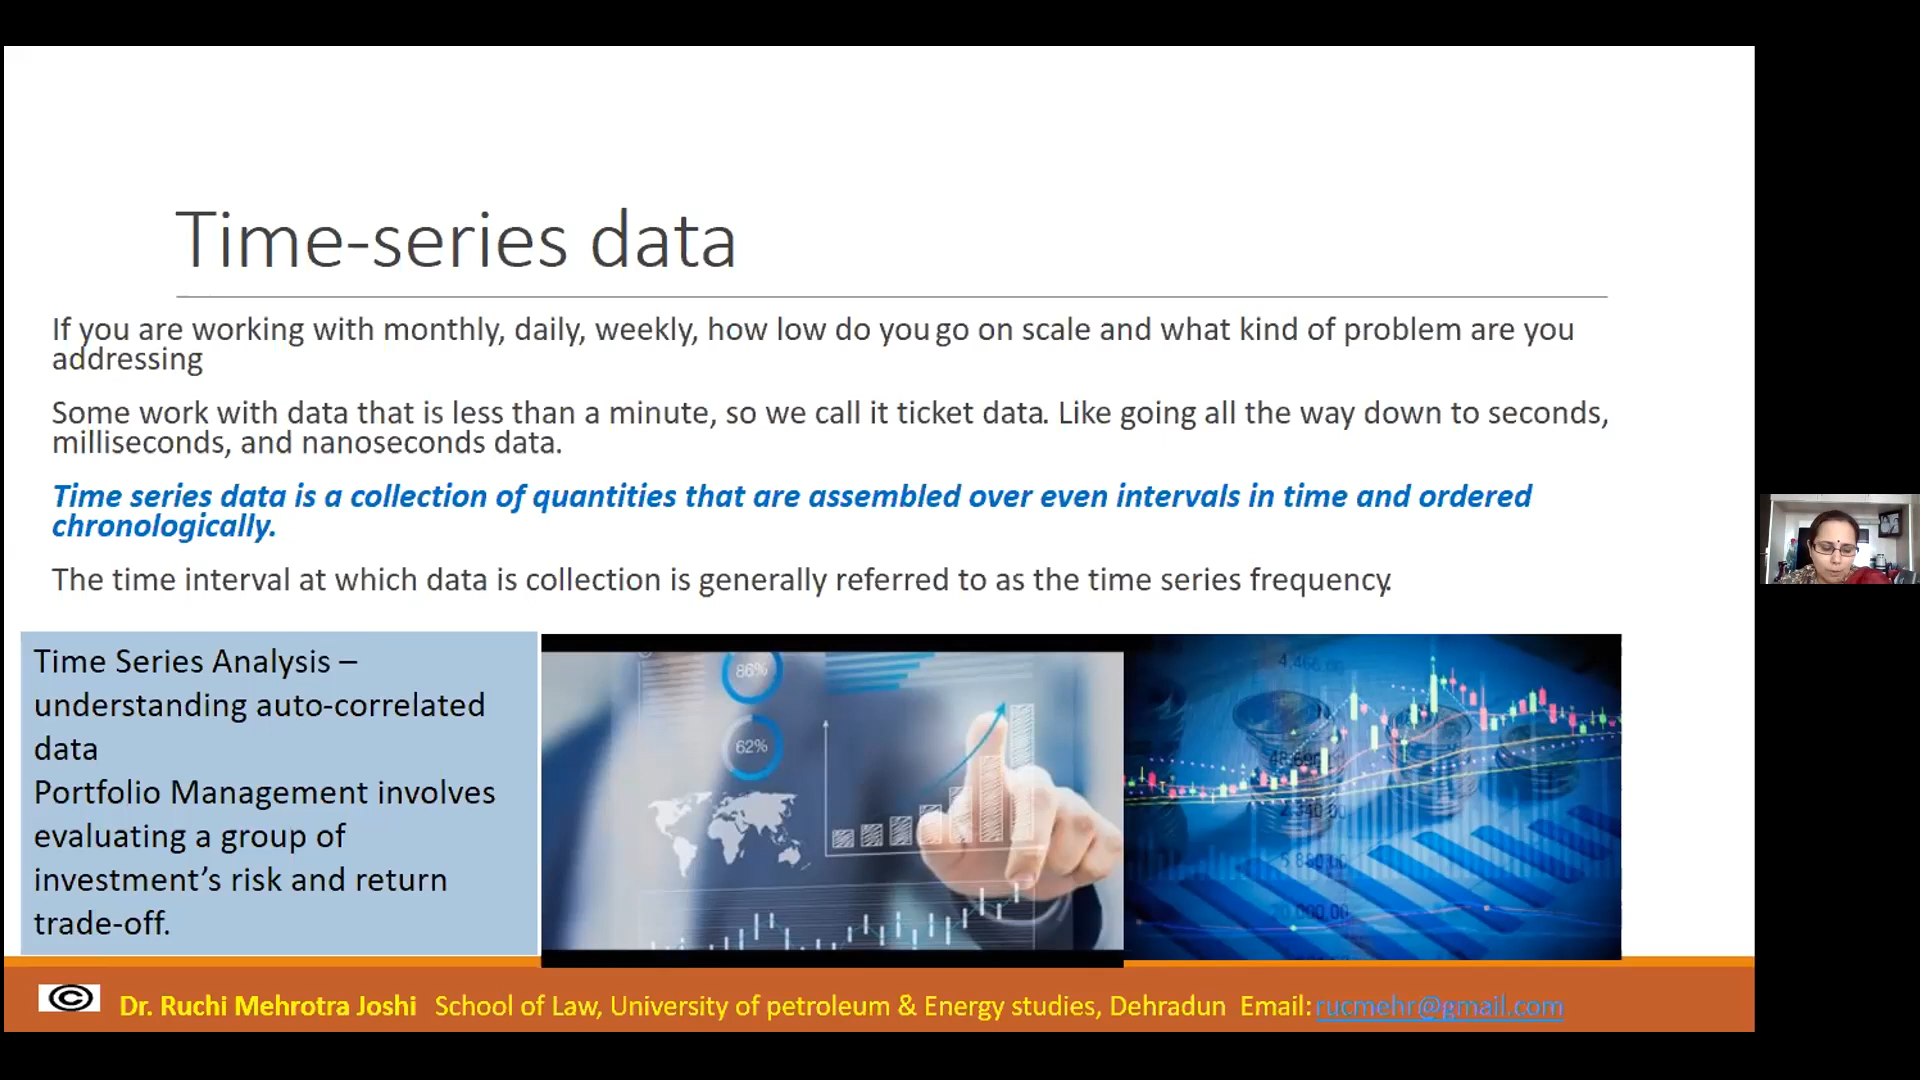 Time-series data
If you are working with monthly, daily, weekly, how low do you go on scale and what kind of problem are you
addressing
Some work with data that is less than a minute, so we call it ticket data. Like going all the way down to seconds,
milliseconds, and nanoseconds data.
Time series data is a collection of quantities that are assembled over even intervals in time and ordered
chronologically.
The time interval at which data is collection is generally referred to as the time series frequency.
Time Series Analysis –
understanding auto-correlated
data
Portfolio Management involves
evaluating a group of
investment’s risk and return
trade-off.
86%
62%
© Dr. Ruchi Mehrotra Joshi School of Law, University of petroleum & Energy studies, Dehradun Email: rucmehr@gmail.com